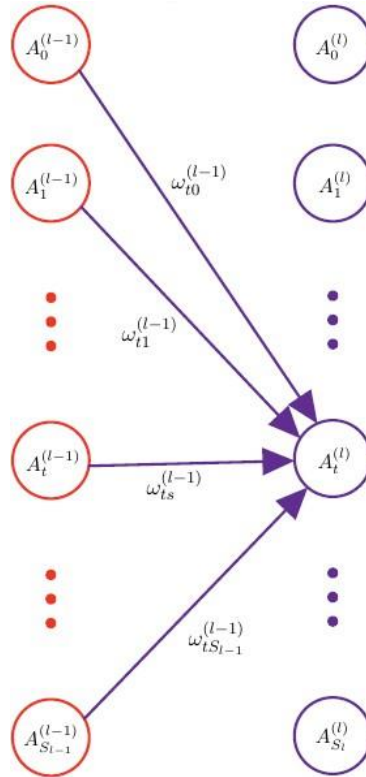 A_0^{(l-1)} A_0^{(l)}
ω_{t0}^{(l-1)}
A_1^{(l-1)} A_1^{(l)}
ω_{t1}^{(l-1)}
A_t^{(l-1)} A_t^{(l)}
ω_{ts}^{(l-1)}
ω_{tS_{l-1}}^{(l-1)}
A_{S_{l-1}}^{(l-1)} A_{S_l}^{(l)}